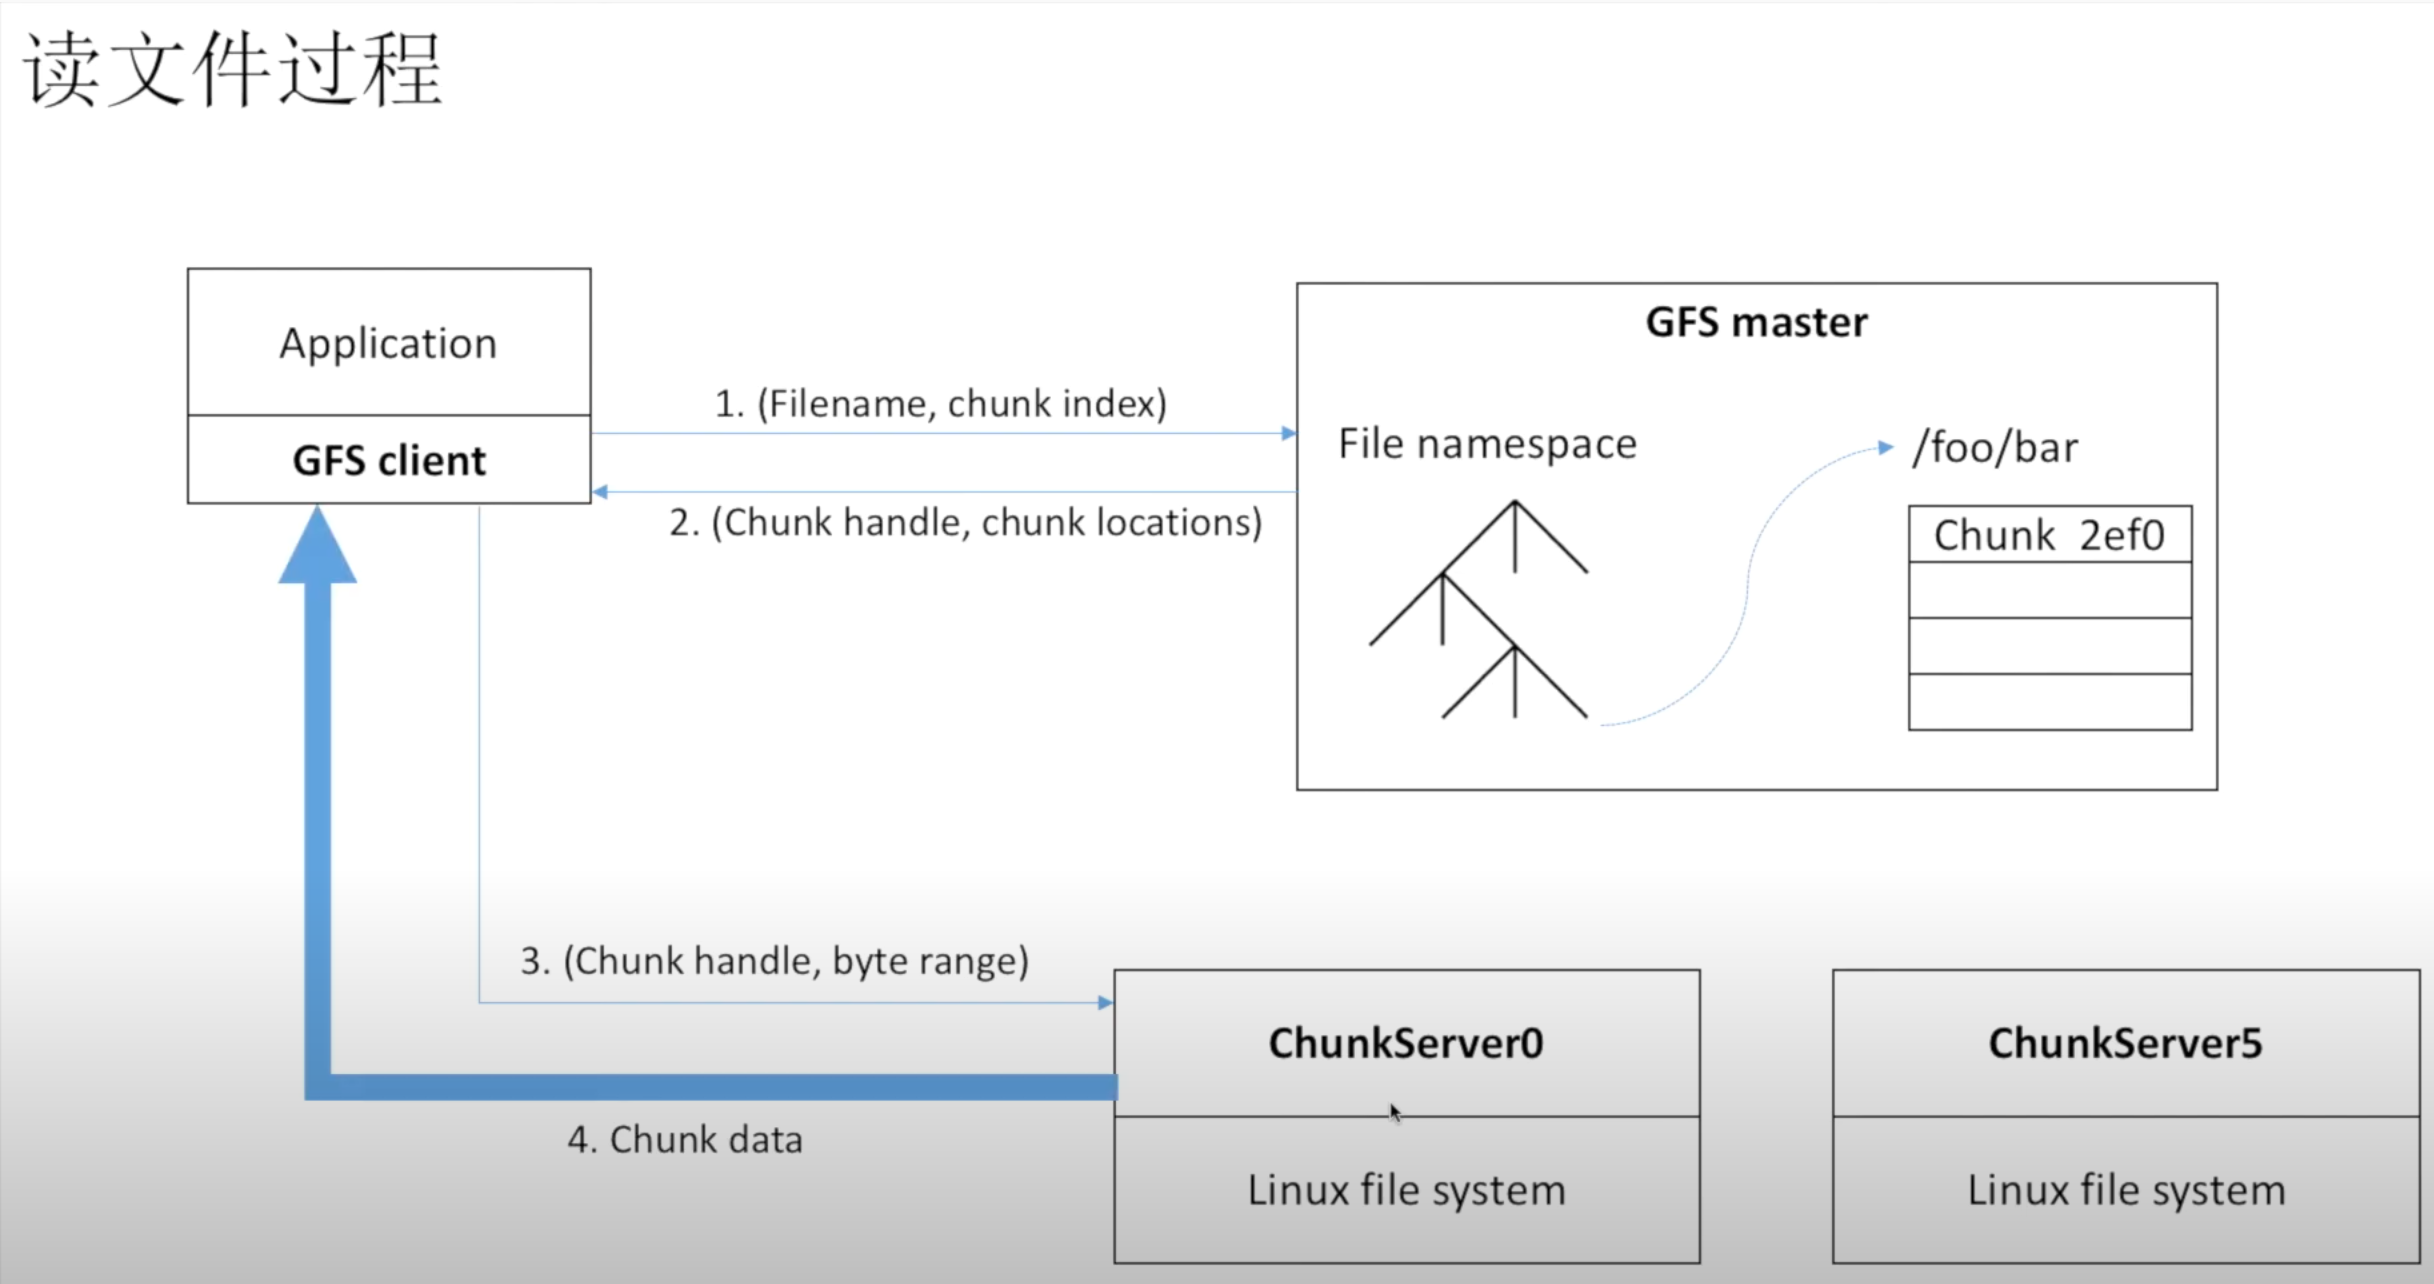 读文件过程
Application
GFS client
1. (Filename, chunk index)
2. (Chunk handle, chunk locations)
GFS master
File namespace
/foo/bar
Chunk 2ef0
3. (Chunk handle, byte range)
4. Chunk data
ChunkServer0
Linux file system
ChunkServer5
Linux file system